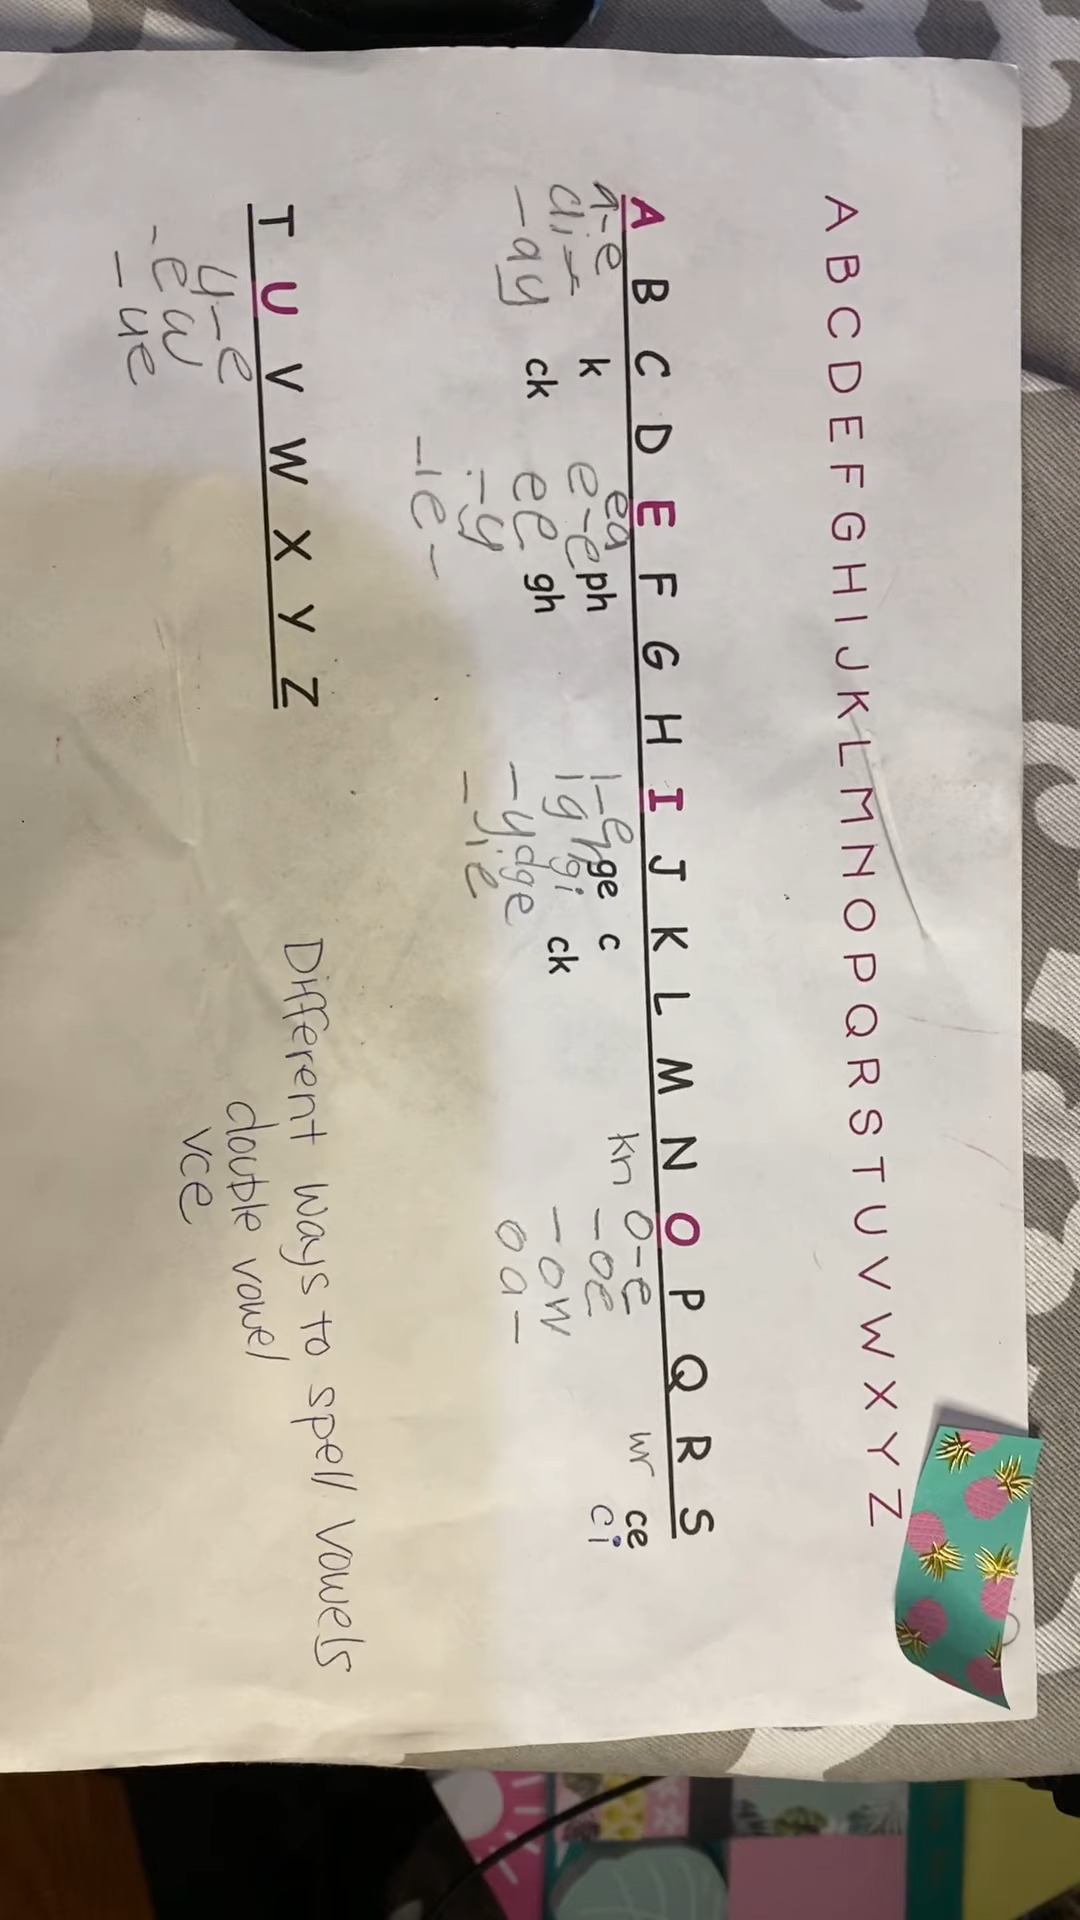 A B C D E F G H I J K L M N O P Q R S T U V W X Y Z
A B C D E F G H I J K L M N O P Q R S
a-e k ea e-e ph i-e ge c kn o-e wr ce
ai- ck ee gh igh gi ck -oe ci
-ay -y -y dge -ow
-ie- -ie oa-
T U V W X Y Z
u-e
-ew
-ue
Different ways to spell vowels
double vowel
vce